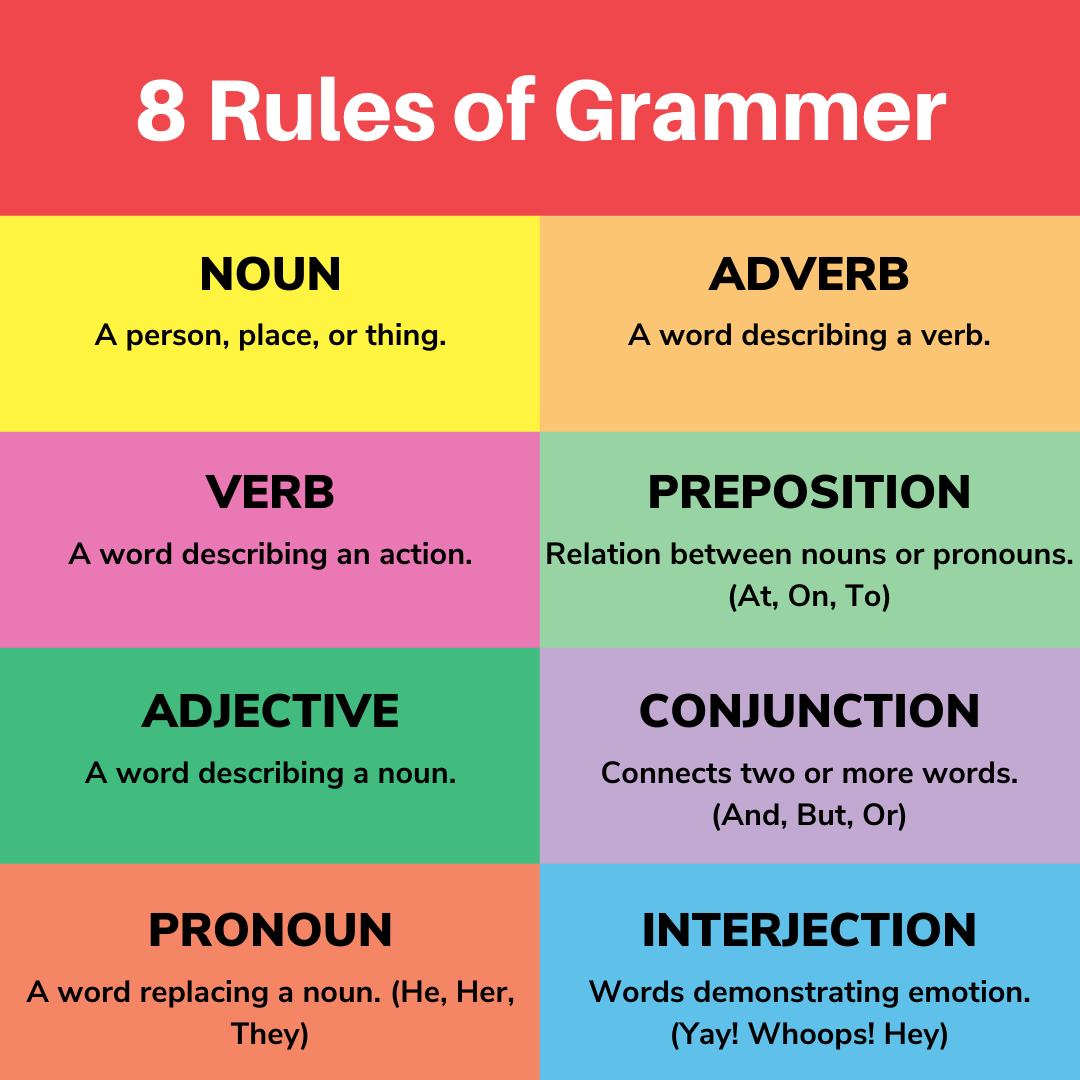 8 Rules of Grammer
NOUN
A person, place, or thing.
ADVERB
A word describing a verb.
VERB
A word describing an action.
PREPOSITION
Relation between nouns or pronouns.
(At, On, To)
ADJECTIVE
A word describing a noun.
CONJUNCTION
Connects two or more words.
(And, But, Or)
PRONOUN
A word replacing a noun. (He, Her,
They)
INTERJECTION
Words demonstrating emotion.
(Yay! Whoops! Hey)